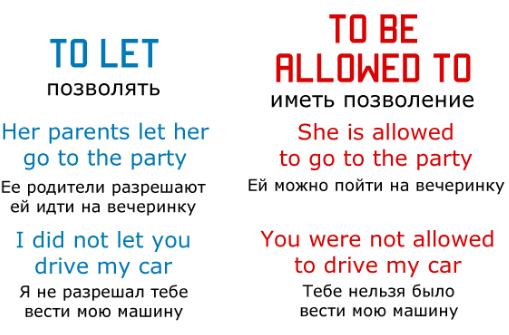 TO LET
позволять
Her parents let her
go to the party
Ее родители разрешают
ей идти на вечеринку
I did not let you
drive my car
Я не разрешал тебе
вести мою машину
TO BE
ALLOWED TO
иметь позволение
She is allowed
to go to the party
Ей можно пойти на вечеринку
You were not allowed
to drive my car
Тебе нельзя было
вести мою машину